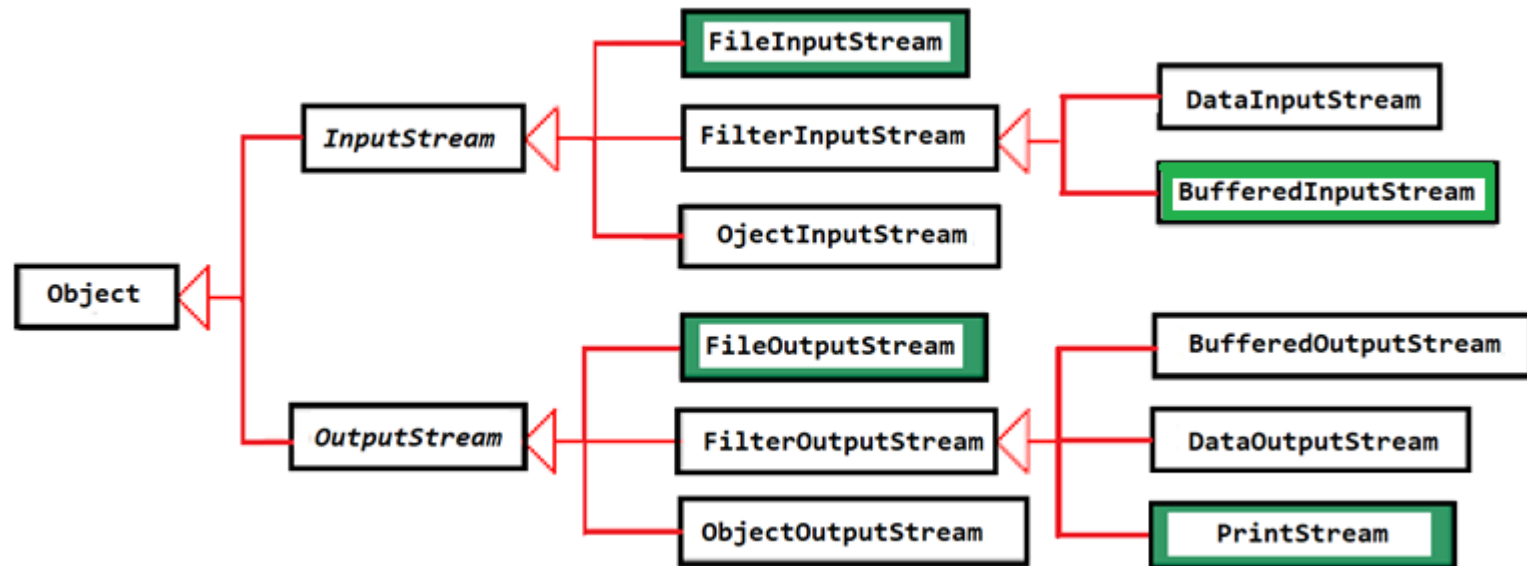 FileInputStream
DataInputStream
InputStream
FilterInputStream
BufferedInputStream
OjectInputStream
Object
FileOutputStream
BufferedOutputStream
OutputStream
FilterOutputStream
DataOutputStream
ObjectOutputStream
PrintStream